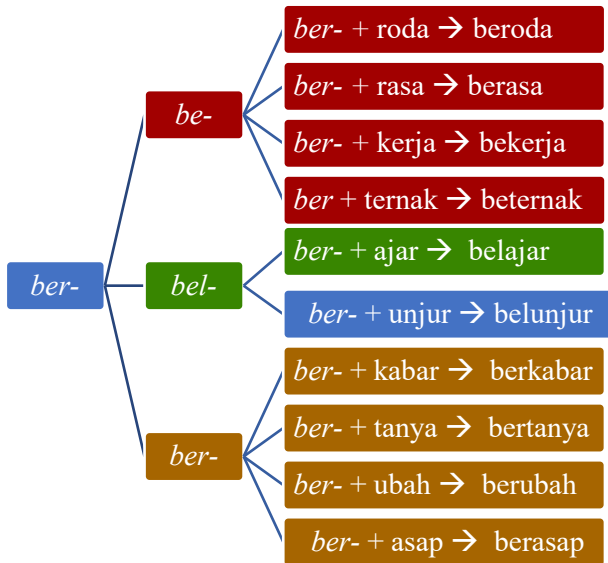 ber- + roda → beroda
ber- + rasa → berasa
be-
ber- + kerja → bekerja
ber + ternak → beternak
ber- + ajar → belajar
ber-
bel-
ber- + unjur → belunjur
ber- + kabar → berkabar
ber- + tanya → bertanya
ber-
ber- + ubah → berubah
ber- + asap → berasap